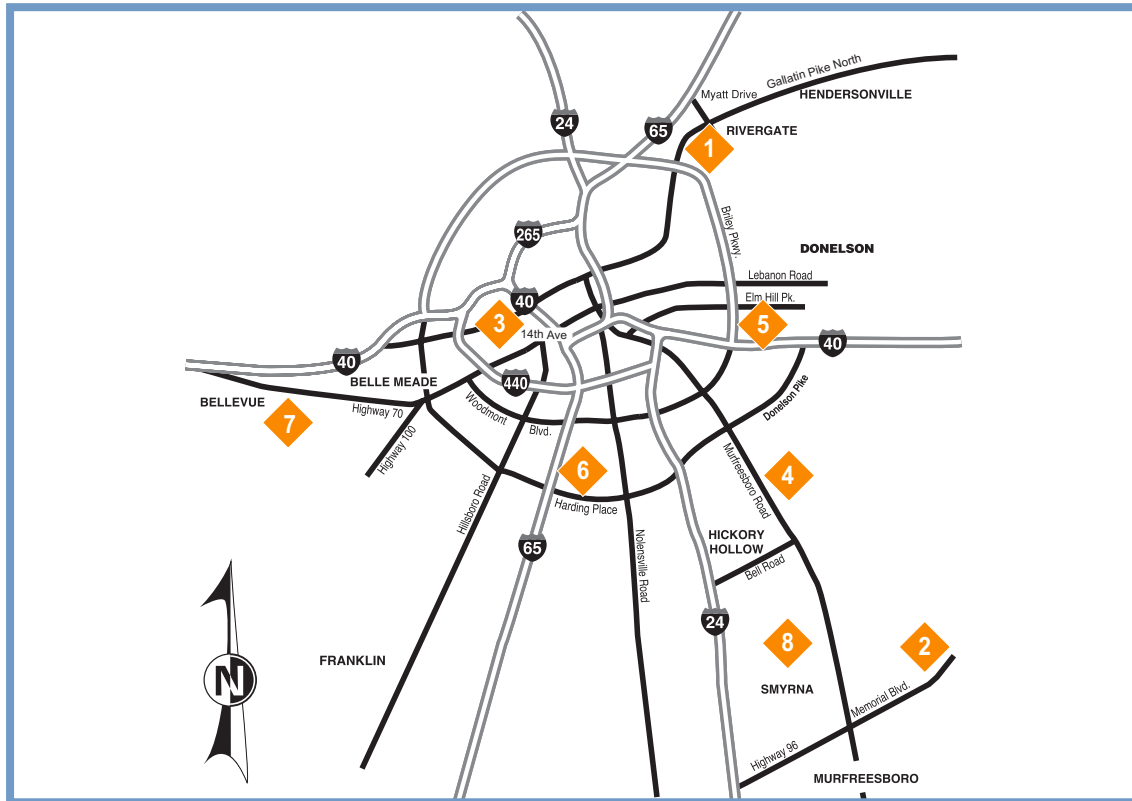 Gallatin Pike North
Myatt Drive
HENDERSONVILLE
24
65
RIVERGATE
1
Briley Pkwy.
265
DONELSON
Lebanon Road
40
Elm Hill Pk.
3
14th Ave
5
40
40
BELLE MEADE
440
BELLEVUE
Highway 70
Woodmont
Blvd.
Donelson Pike
7
Highway 100
6
Murfreesboro Road
4
Hillsboro Road
Harding Place
65
Nolensville Road
HICKORY
HOLLOW
Bell Road
24
8
2
FRANKLIN
N
SMYRNA
Memorial Blvd.
Highway 96
MURFREESBORO